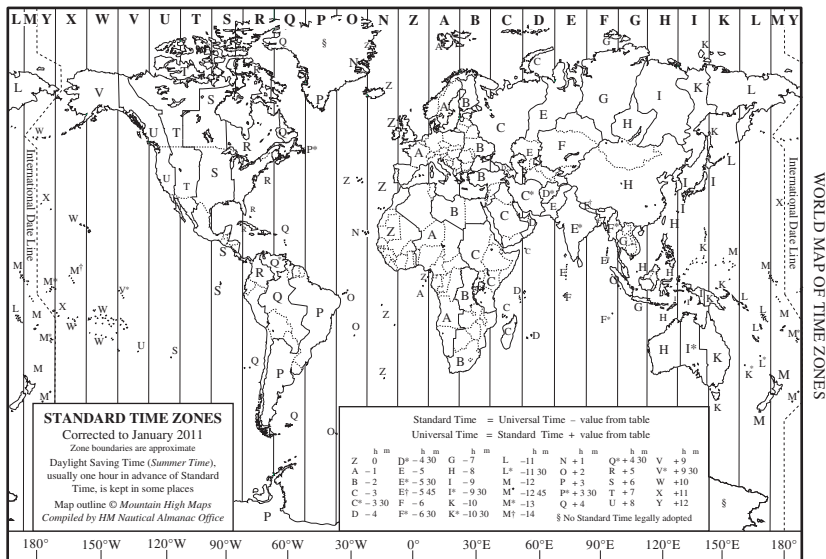 L M Y X W V U T S R Q P O N Z A B C D E F G H I K L M Y
International Date Line
International Date Line
WORLD MAP OF TIME ZONES
L V S Q § P N Z
U T S R Q P*
A B C E G H I K L
Z A B C E F H I K
W X W M† V* U S
R Q P O N Z A B C D
C* D* E E* F* G H I K L M
H I* K L* K* M
STANDARD TIME ZONES
Corrected to January 2011
Zone boundaries are approximate
Daylight Saving Time (Summer Time),
usually one hour in advance of Standard
Time, is kept in some places
Map outline © Mountain High Maps
Compiled by HM Nautical Almanac Office
Standard Time = Universal Time – value from table
Universal Time = Standard Time + value from table
h m h m h m h m h m h m h m
Z 0 D* – 4 30 G – 7 L –11 N + 1 Q* + 4 30 V + 9
A – 1 E – 5 H – 8 L* –11 30 O + 2 R + 5 V* + 9 30
B – 2 E* – 5 30 I – 9 M –12 P + 3 S + 6 W +10
C – 3 E‡ – 5 45 I* – 9 30 M• –12 45 P* + 3 30 T + 7 X +11
C* – 3 30 F – 6 K –10 M* –13 Q + 4 U + 8 Y +12
D – 4 F* – 6 30 K* –10 30 M† –14 § No Standard Time legally adopted
P §
180° 150°W 120°W 90°W 60°W 30°W 0° 30°E 60°E 90°E 120°E 150°E 180°